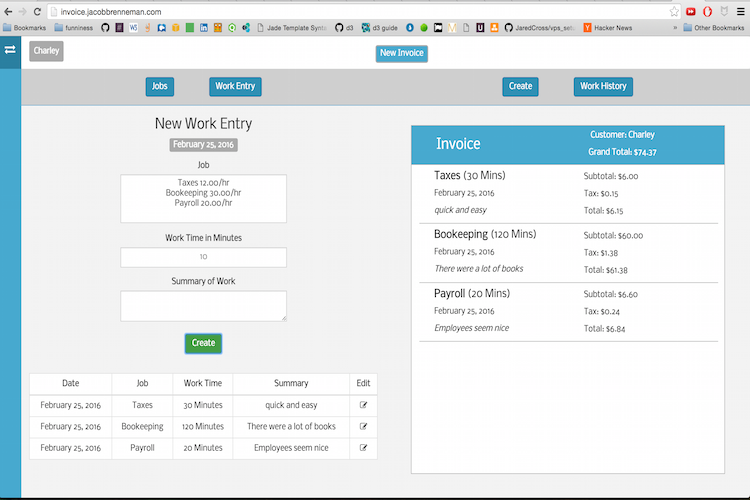 invoice.jacobbrenneman.com
Bookmarks
funniness
Jade Template Synta
d3
d3 guide
JaredCross/vps_set
Hacker News
»
Other Bookmarks
Charley
New Invoice
Jobs
Work Entry
Create
Work History
New Work Entry
February 25, 2016
Job
Taxes 12.00/hr
Bookeeping 30.00/hr
Payroll 20.00/hr
Work Time in Minutes
10
Summary of Work
Create
Date Job Work Time Summary Edit
February 25, 2016 Taxes 30 Minutes quick and easy
February 25, 2016 Bookeeping 120 Minutes There were a lot of books
February 25, 2016 Payroll 20 Minutes Employees seem nice
Invoice
Customer: Charley
Grand Total: $74.37
Taxes (30 Mins) Subtotal: $6.00
February 25, 2016 Tax: $0.15
quick and easy Total: $6.15
Bookeeping (120 Mins) Subtotal: $60.00
February 25, 2016 Tax: $1.38
There were a lot of books Total: $61.38
Payroll (20 Mins) Subtotal: $6.60
February 25, 2016 Tax: $0.24
Employees seem nice Total: $6.84